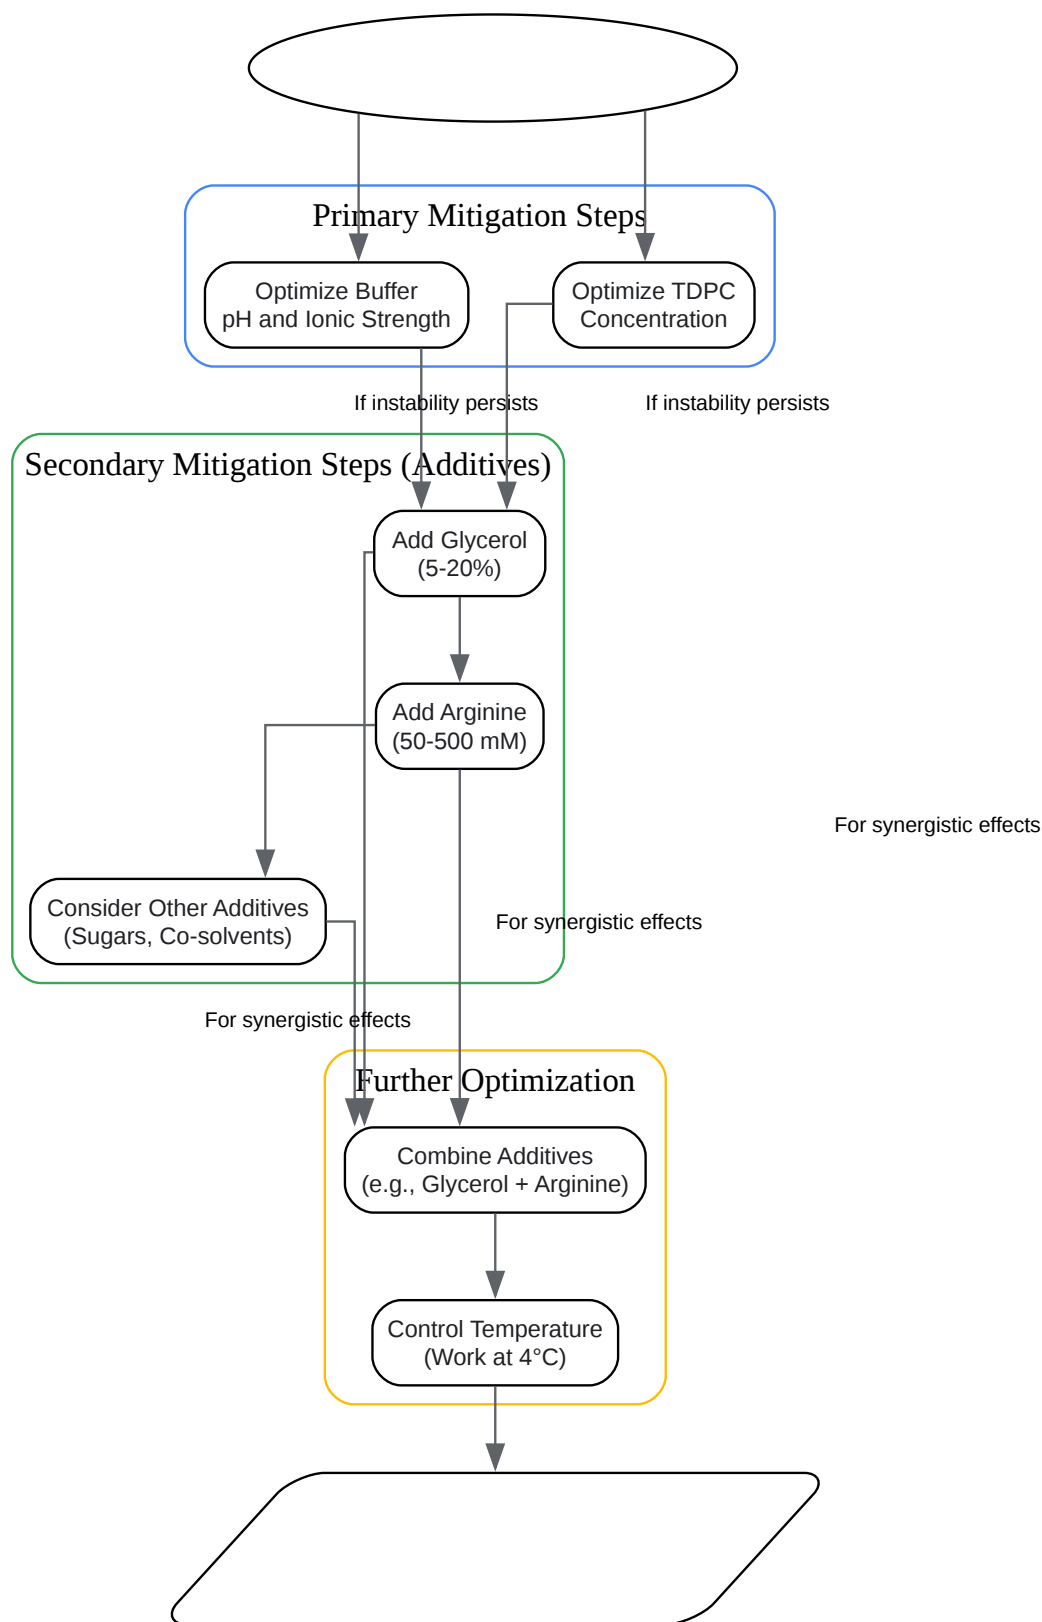 Primary Mitigation Steps
Optimize Buffer
pH and Ionic Strength
Optimize TDPC
Concentration
If instability persists
If instability persists
Secondary Mitigation Steps (Additives)
Add Glycerol
(5-20%)
Add Arginine
(50-500 mM)
For synergistic effects
Consider Other Additives
(Sugars, Co-solvents)
For synergistic effects
For synergistic effects
Further Optimization
Combine Additives
(e.g., Glycerol + Arginine)
Control Temperature
(Work at 4°C)